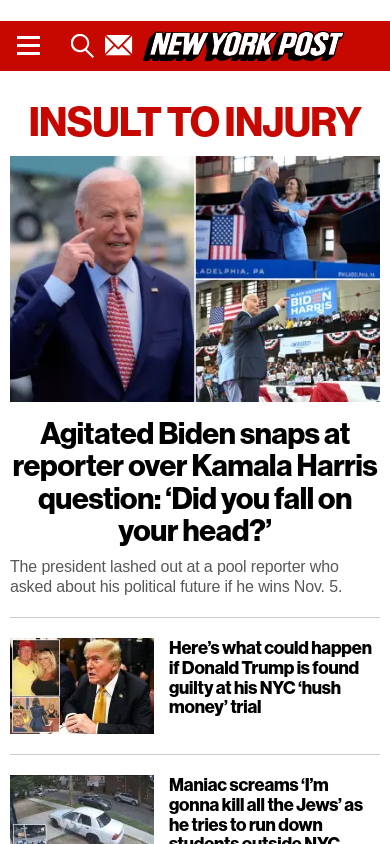 NEW YORK POST
INSULT TO INJURY
LADELPHIA, PA
PHILADELPHIA, PA
BIDEN
HARRIS
Agitated Biden snaps at
reporter over Kamala Harris
question: ‘Did you fall on
your head?’
The president lashed out at a pool reporter who
asked about his political future if he wins Nov. 5.
Here’s what could happen
if Donald Trump is found
guilty at his NYC ‘hush
money’ trial
Maniac screams ‘I’m
gonna kill all the Jews’ as
he tries to run down
students outside NYC